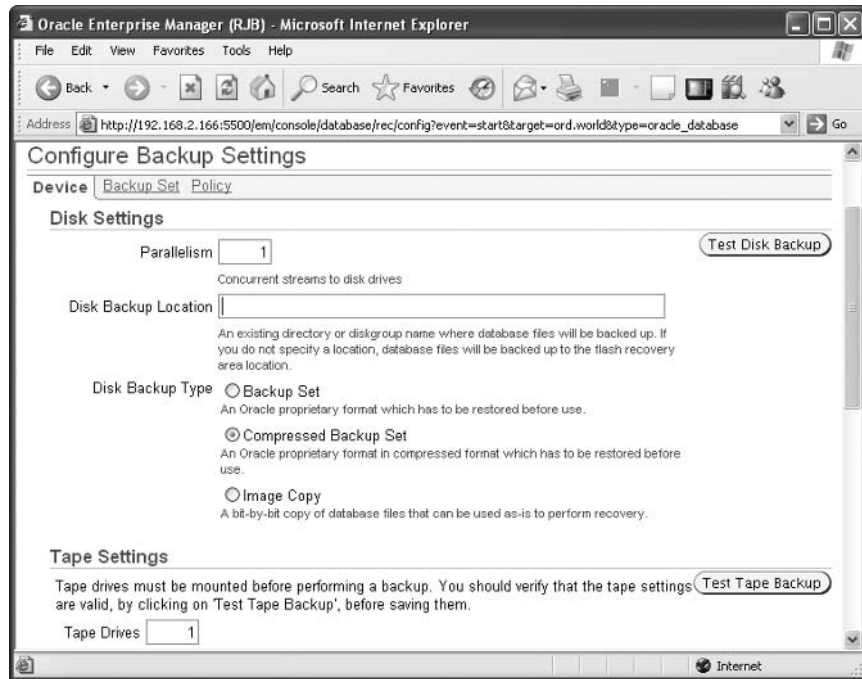 Oracle Enterprise Manager (RJB) - Microsoft Internet Explorer
File Edit View Favorites Tools Help
Back Search Favorites
Address http://192.168.2.166:5500/em/console/database/rec/config?event=start&target=ord.world&type=oracle_database Go
Configure Backup Settings
Device Backup Set Policy
Disk Settings
Parallelism 1 Test Disk Backup
Concurrent streams to disk drives
Disk Backup Location
An existing directory or diskgroup name where database files will be backed up. If
you do not specify a location, database files will be backed up to the flash recovery
area location.
Disk Backup Type Backup Set
An Oracle proprietary format which has to be restored before use.
Compressed Backup Set
An Oracle proprietary format in compressed format which has to be restored before
use.
Image Copy
A bit-by-bit copy of database files that can be used as-is to perform recovery.
Tape Settings
Tape drives must be mounted before performing a backup. You should verify that the tape settings Test Tape Backup
are valid, by clicking on 'Test Tape Backup', before saving them.
Tape Drives 1
Internet